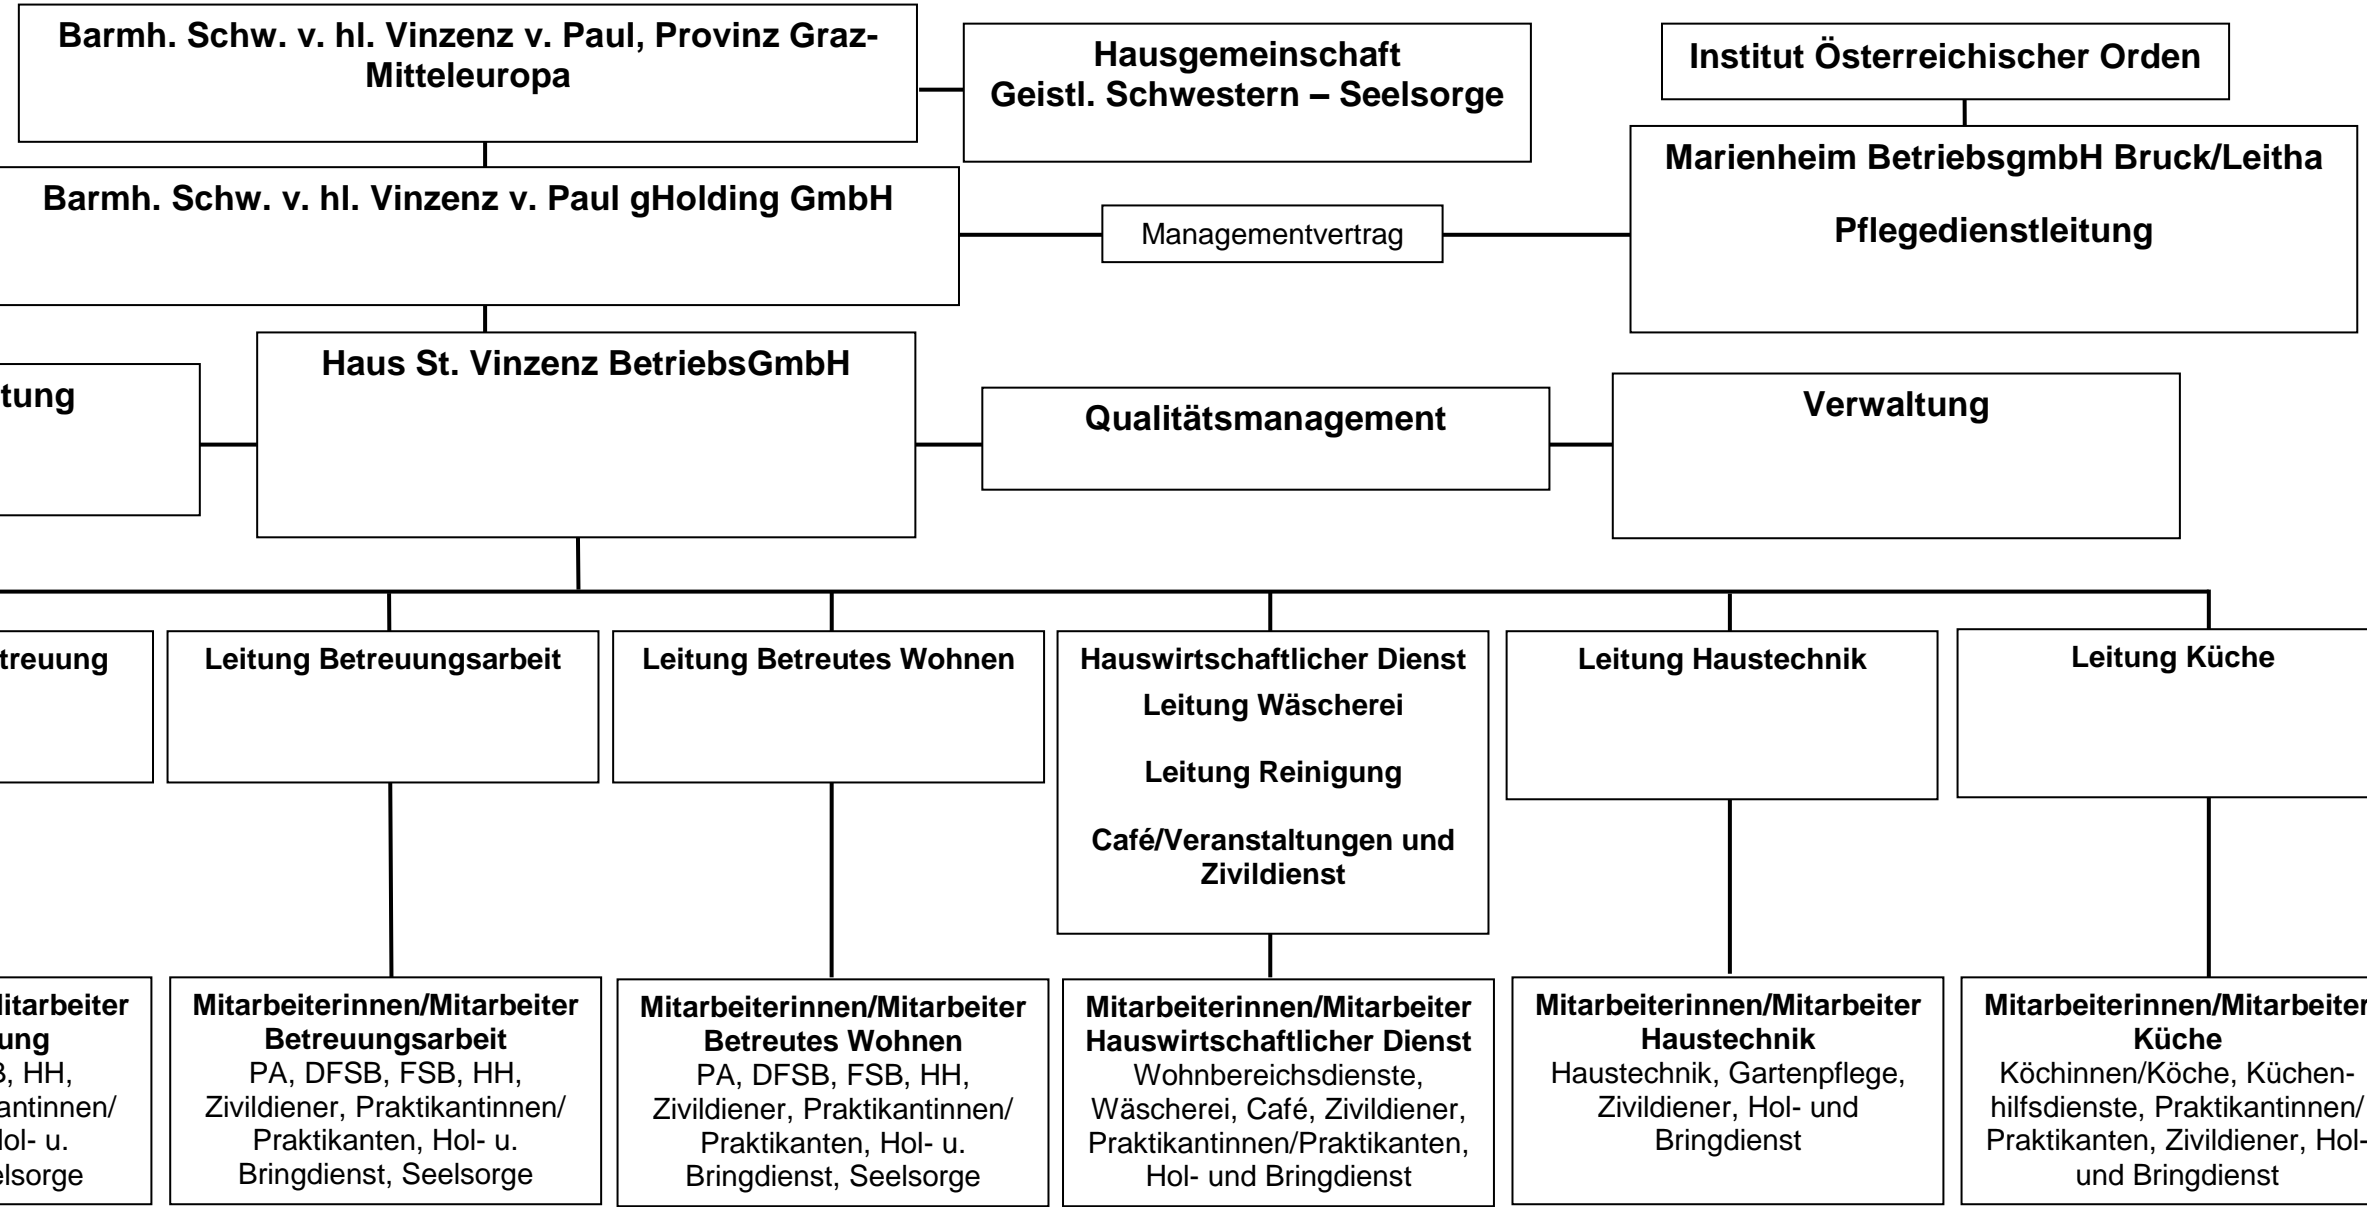 Barmh. Schw. v. hl. Vinzenz v. Paul, Provinz Graz-
Mitteleuropa
Hausgemeinschaft
Geistl. Schwestern – Seelsorge
Institut Österreichischer Orden
Barmh. Schw. v. hl. Vinzenz v. Paul gHolding GmbH
Managementvertrag
Marienheim BetriebsgmbH Bruck/Leitha
Pflegedienstleitung
tung
Haus St. Vinzenz BetriebsGmbH
Qualitätsmanagement
Verwaltung
treuung
Leitung Betreuungsarbeit
Leitung Betreutes Wohnen
Hauswirtschaftlicher Dienst
Leitung Wäscherei
Leitung Reinigung
Café/Veranstaltungen und
Zivildienst
Leitung Haustechnik
Leitung Küche
itarbeiter
ung
, HH,
antinnen/
ol- u.
lsorge
Mitarbeiterinnen/Mitarbeiter
Betreuungsarbeit
PA, DFSB, FSB, HH,
Zivildiener, Praktikantinnen/
Praktikanten, Hol- u.
Bringdienst, Seelsorge
Mitarbeiterinnen/Mitarbeiter
Betreutes Wohnen
PA, DFSB, FSB, HH,
Zivildiener, Praktikantinnen/
Praktikanten, Hol- u.
Bringdienst, Seelsorge
Mitarbeiterinnen/Mitarbeiter
Hauswirtschaftlicher Dienst
Wohnbereichsdienste,
Wäscherei, Café, Zivildiener,
Praktikantinnen/Praktikanten,
Hol- und Bringdienst
Mitarbeiterinnen/Mitarbeiter
Haustechnik
Haustechnik, Gartenpflege,
Zivildiener, Hol- und
Bringdienst
Mitarbeiterinnen/Mitarbeiter
Küche
Köchinnen/Köche, Küchen-
hilfsdienste, Praktikantinnen/
Praktikanten, Zivildiener, Hol-
und Bringdienst